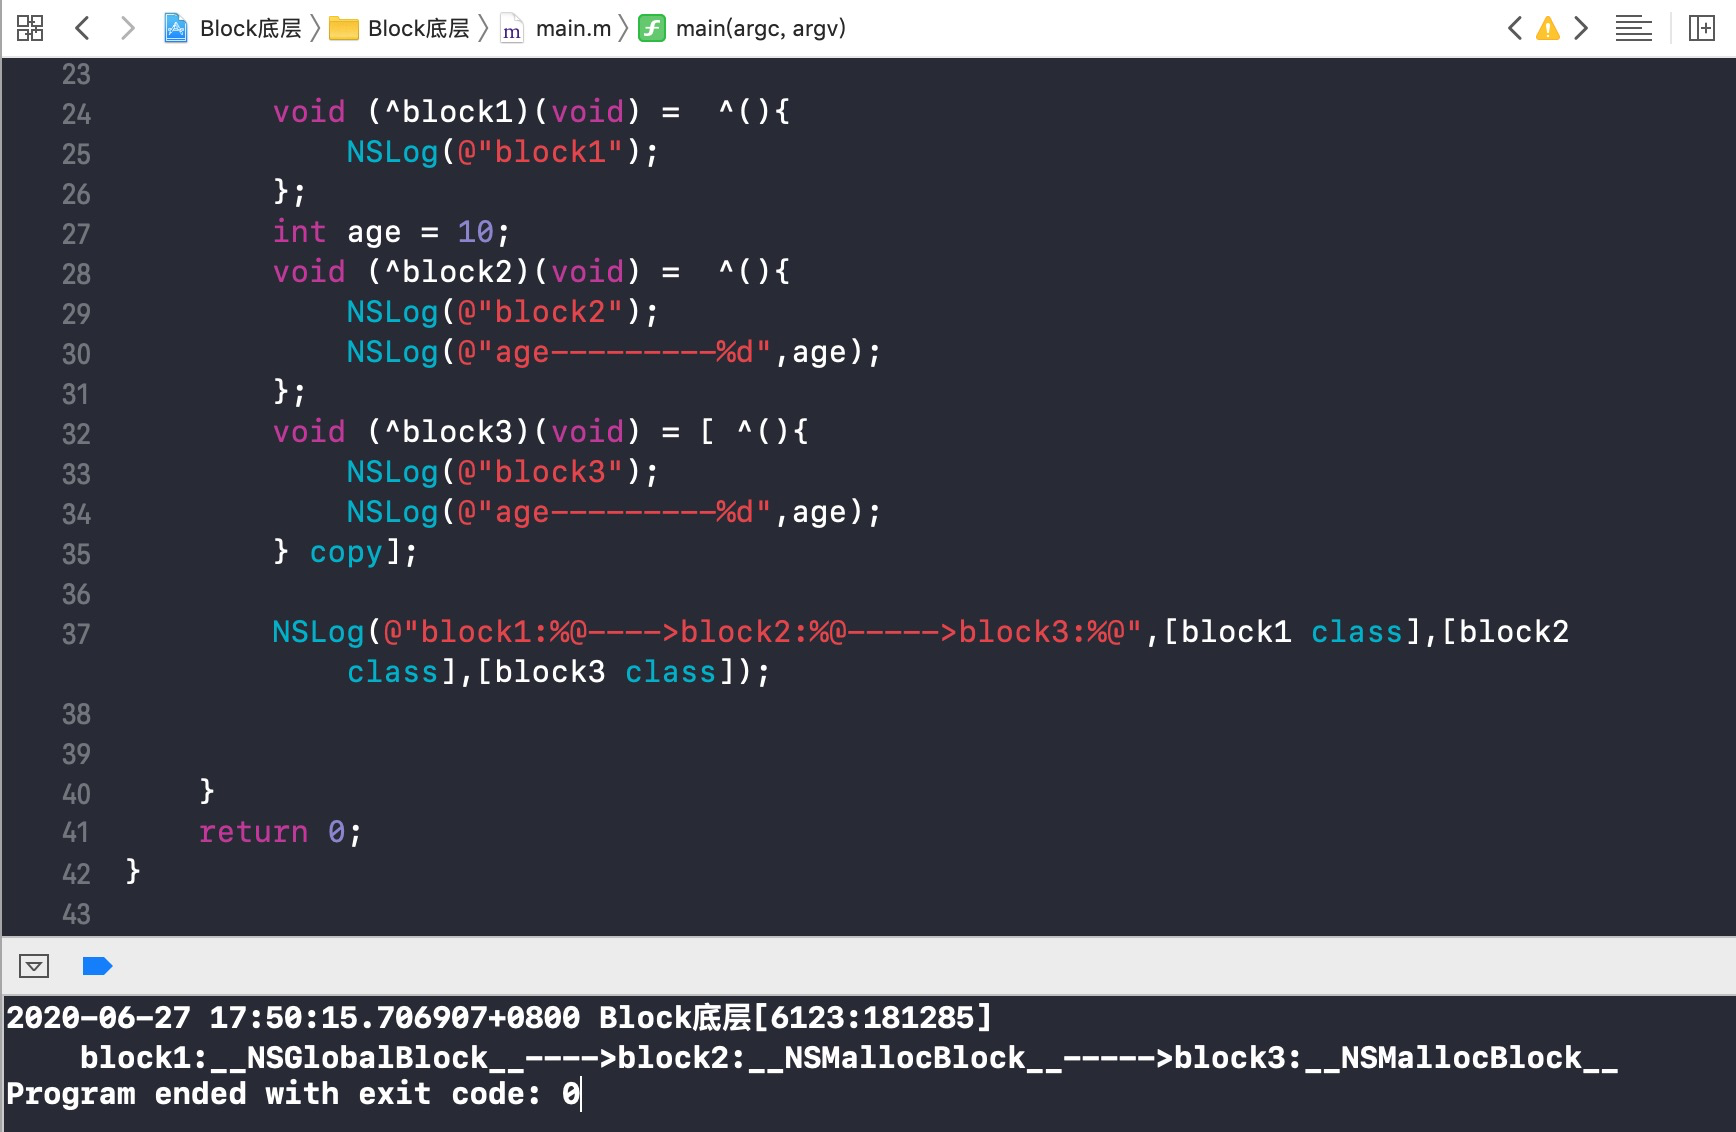 Block底层 〉 Block底层 〉 m main.m 〉 f main(argc, argv)
23
24 void (^block1)(void) =  ^(){
25 NSLog(@"block1");
26 };
27 int age = 10;
28 void (^block2)(void) =  ^(){
29 NSLog(@"block2");
30 NSLog(@"age---------%d",age);
31 };
32 void (^block3)(void) = [ ^(){
33 NSLog(@"block3");
34 NSLog(@"age---------%d",age);
35 } copy];
36
37 NSLog(@"block1:%@---->block2:%@----->block3:%@",[block1 class],[block2
class],[block3 class]);
38
39
40 }
41 return 0;
42 }
43
2020-06-27 17:50:15.706907+0800 Block底层[6123:181285]
block1:__NSGlobalBlock__---->block2:__NSMallocBlock__----->block3:__NSMallocBlock__
Program ended with exit code: 0